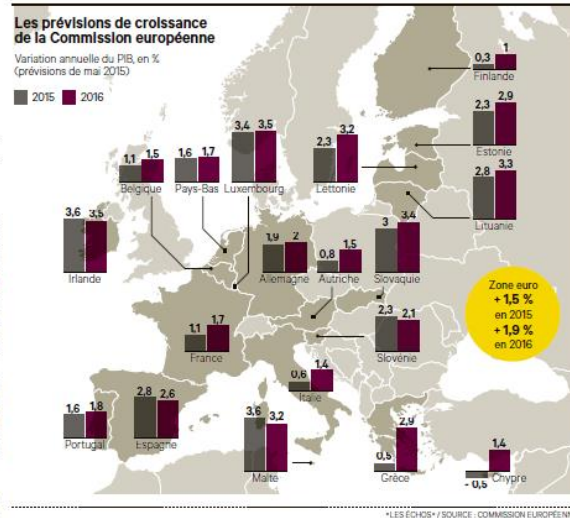 Les prévisions de croissance
de la Commission européenne
Variation annuelle du PIB, en %
(prévisions de mai 2015)
2015 2016
0,3 1
Finlande
2,3 2,9
Estonie
2,8 3,3
Lituanie
2,3 3,2
Lettonie
3,4 3,5
Luxembourg
1,6 1,7
Pays-Bas
1,1 1,5
Belgique
3,6 3,5
Irlande
1,9 2
Allemagne
0,8 1,5
Autriche
3 3,4
Slovaquie
Zone euro
+ 1,5 %
en 2015
+ 1,9 %
en 2016
1,1 1,7
France
2,3 2,1
Slovénie
0,6 1,4
Italie
1,6 1,8
Portugal
2,8 2,6
Espagne
3,6 3,2
Malte
0,5 2,9
Grèce
- 0,5 1,4
Chypre
"LES ÉCHOS" / SOURCE : COMMISSION EUROPÉENN